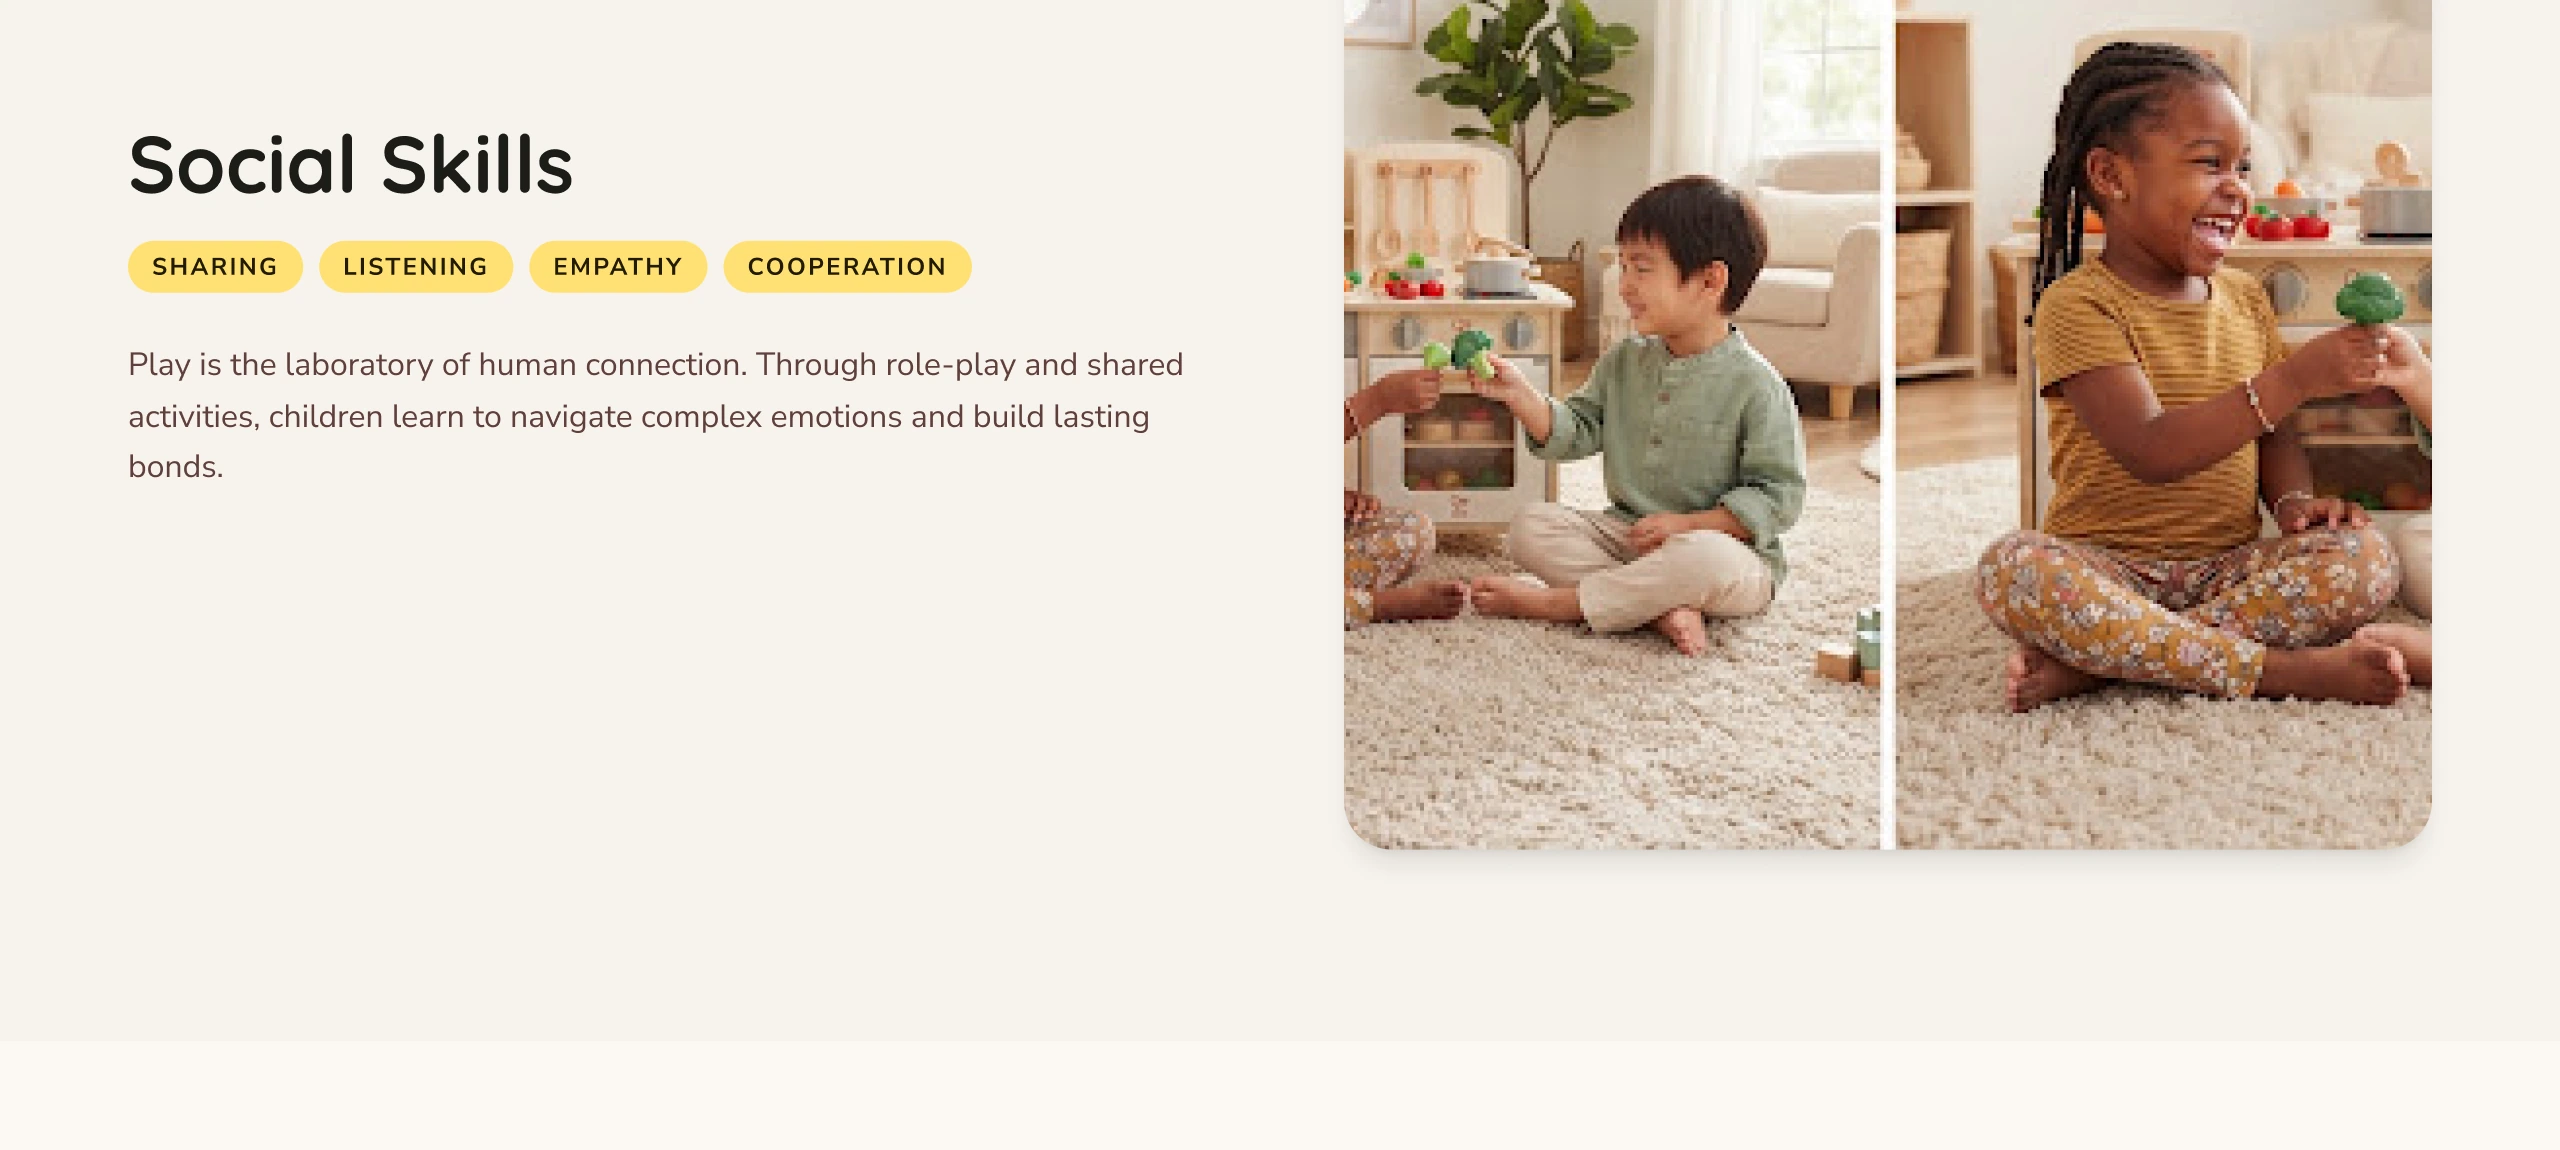 Social Skills
SHARING LISTENING EMPATHY COOPERATION
Play is the laboratory of human connection. Through role-play and shared
activities, children learn to navigate complex emotions and build lasting
bonds.